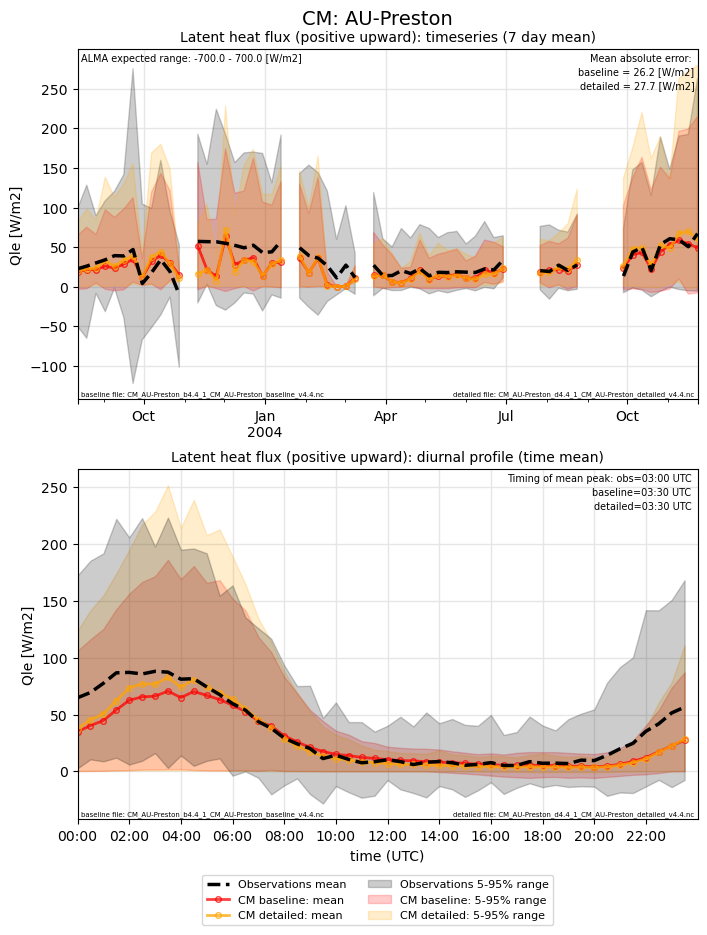 CM: AU-Preston
Latent heat flux (positive upward): timeseries (7 day mean)
ALMA expected range: -700.0 - 700.0 [W/m2]
Mean absolute error:
baseline = 26.2 [W/m2]
detailed = 27.7 [W/m2]
250
200
150
100
50
0
−50
−100
Qle [W/m2]
baseline file: CM_AU-Preston_b4.4_1_CM_AU-Preston_baseline_v4.4.nc
detailed file: CM_AU-Preston_d4.4_1_CM_AU-Preston_detailed_v4.4.nc
Oct Jan Apr Jul Oct
2004
Latent heat flux (positive upward): diurnal profile (time mean)
Timing of mean peak: obs=03:00 UTC
baseline=03:30 UTC
detailed=03:30 UTC
250
200
150
100
50
0
Qle [W/m2]
baseline file: CM_AU-Preston_b4.4_1_CM_AU-Preston_baseline_v4.4.nc
detailed file: CM_AU-Preston_d4.4_1_CM_AU-Preston_detailed_v4.4.nc
00:00 02:00 04:00 06:00 08:00 10:00 12:00 14:00 16:00 18:00 20:00 22:00
time (UTC)
Observations mean
CM baseline: mean
CM detailed: mean
Observations 5-95% range
CM baseline: 5-95% range
CM detailed: 5-95% range